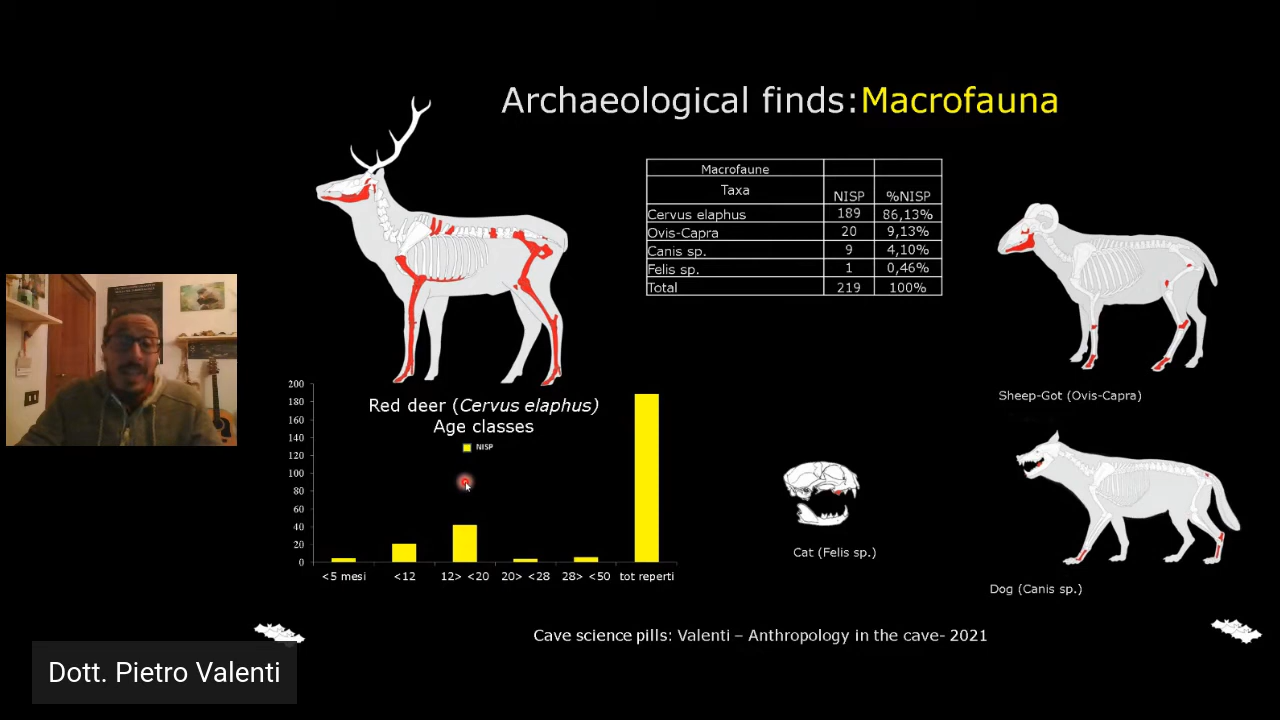 Archaeological finds:Macrofauna
Macrofaune
Taxa NISP %NISP
Cervus elaphus 189 86,13%
Ovis-Capra 20 9,13%
Canis sp. 9 4,10%
Felis sp. 1 0,46%
Total 219 100%
Sheep-Got (Ovis-Capra)
Red deer (Cervus elaphus)
Age classes
NISP
200
180
160
140
120
100
80
60
40
20
0
<5 mesi <12 12> <20 20> <28 28> <50 tot reperti
Cat (Felis sp.)
Dog (Canis sp.)
Cave science pills: Valenti – Anthropology in the cave- 2021
Dott. Pietro Valenti